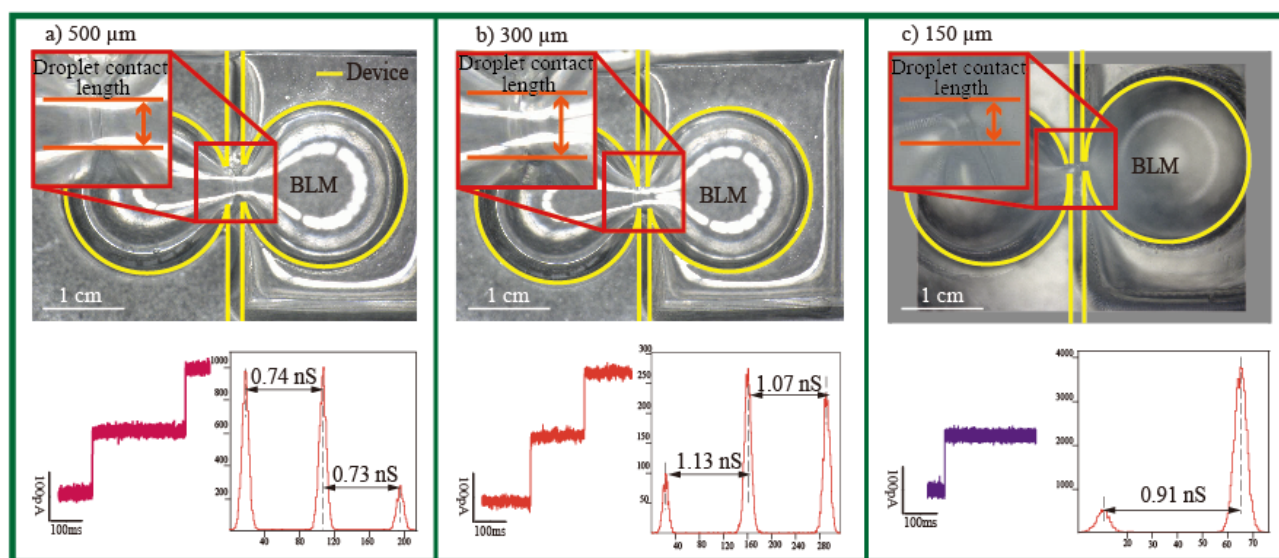 a) 500 μm
Droplet contact
length
Device
BLM
1 cm
100pA
100ms
1000
800
600
400
200
0.74 nS
0.73 nS
40
80
120
160
200
b) 300 μm
Droplet contact
length
BLM
1 cm
100pA
100ms
300
250
200
150
100
50
0
1.07 nS
1.13 nS
0
40
80
120
160
200
240
280
c) 150 μm
Droplet contact
length
BLM
1 cm
100pA
100ms
4000
3000
2000
1000
0.91 nS
20
30
40
50
60
70